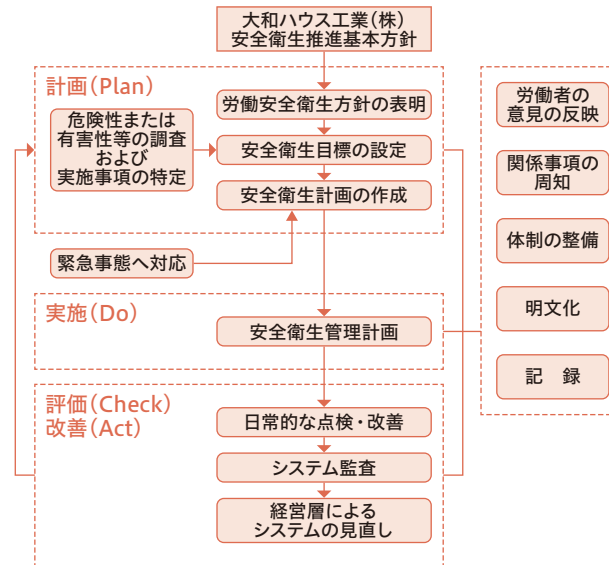 大和ハウス工業（株）
安全衛生推進基本方針
計画（Plan）
労働安全衛生方針の表明
危険性または
有害性等の調査
および
実施事項の特定
安全衛生目標の設定
安全衛生計画の作成
緊急事態へ対応
実施（Do）
安全衛生管理計画
評価（Check）
改善（Act）
日常的な点検・改善
システム監査
経営層による
システムの見直し
労働者の
意見の反映
関係事項の
周知
体制の整備
明文化
記　録